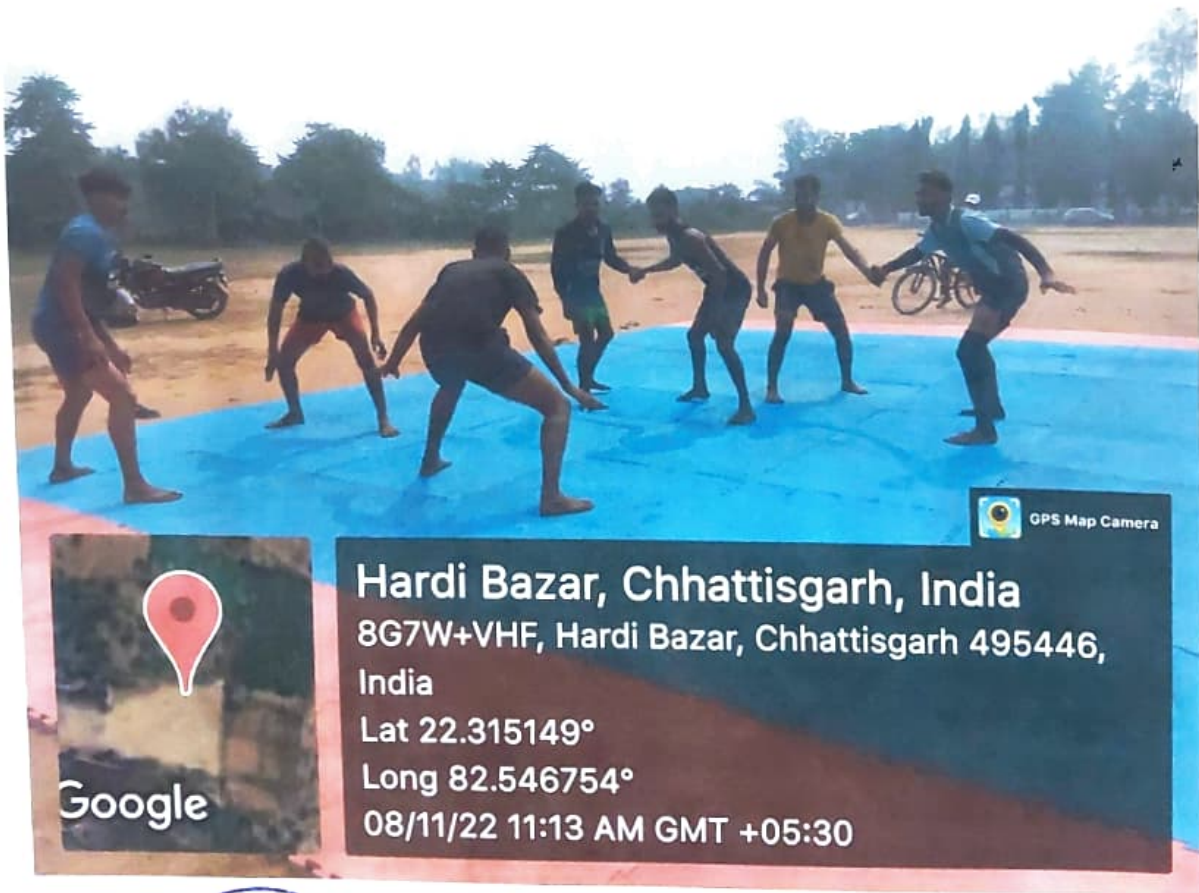 GPS Map Camera
Hardi Bazar, Chhattisgarh, India
8G7W+VHF, Hardi Bazar, Chhattisgarh 495446,
India
Lat 22.315149°
Long 82.546754°
08/11/22 11:13 AM GMT +05:30
Google